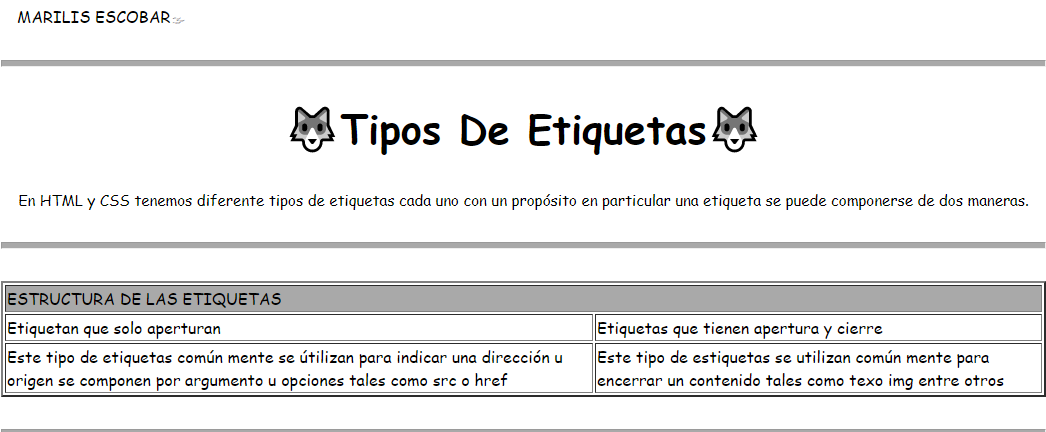 MARILIS ESCOBAR
Tipos De Etiquetas
En HTML y CSS tenemos diferente tipos de etiquetas cada uno con un propósito en particular una etiqueta se puede componerse de dos maneras.
ESTRUCTURA DE LAS ETIQUETAS
Etiquetan que solo aperturan
Etiquetas que tienen apertura y cierre
Este tipo de etiquetas común mente se útilizan para indicar una dirección u
origen se componen por argumento u opciones tales como src o href
Este tipo de estiquetas se utilizan común mente para
encerrar un contenido tales como texo img entre otros